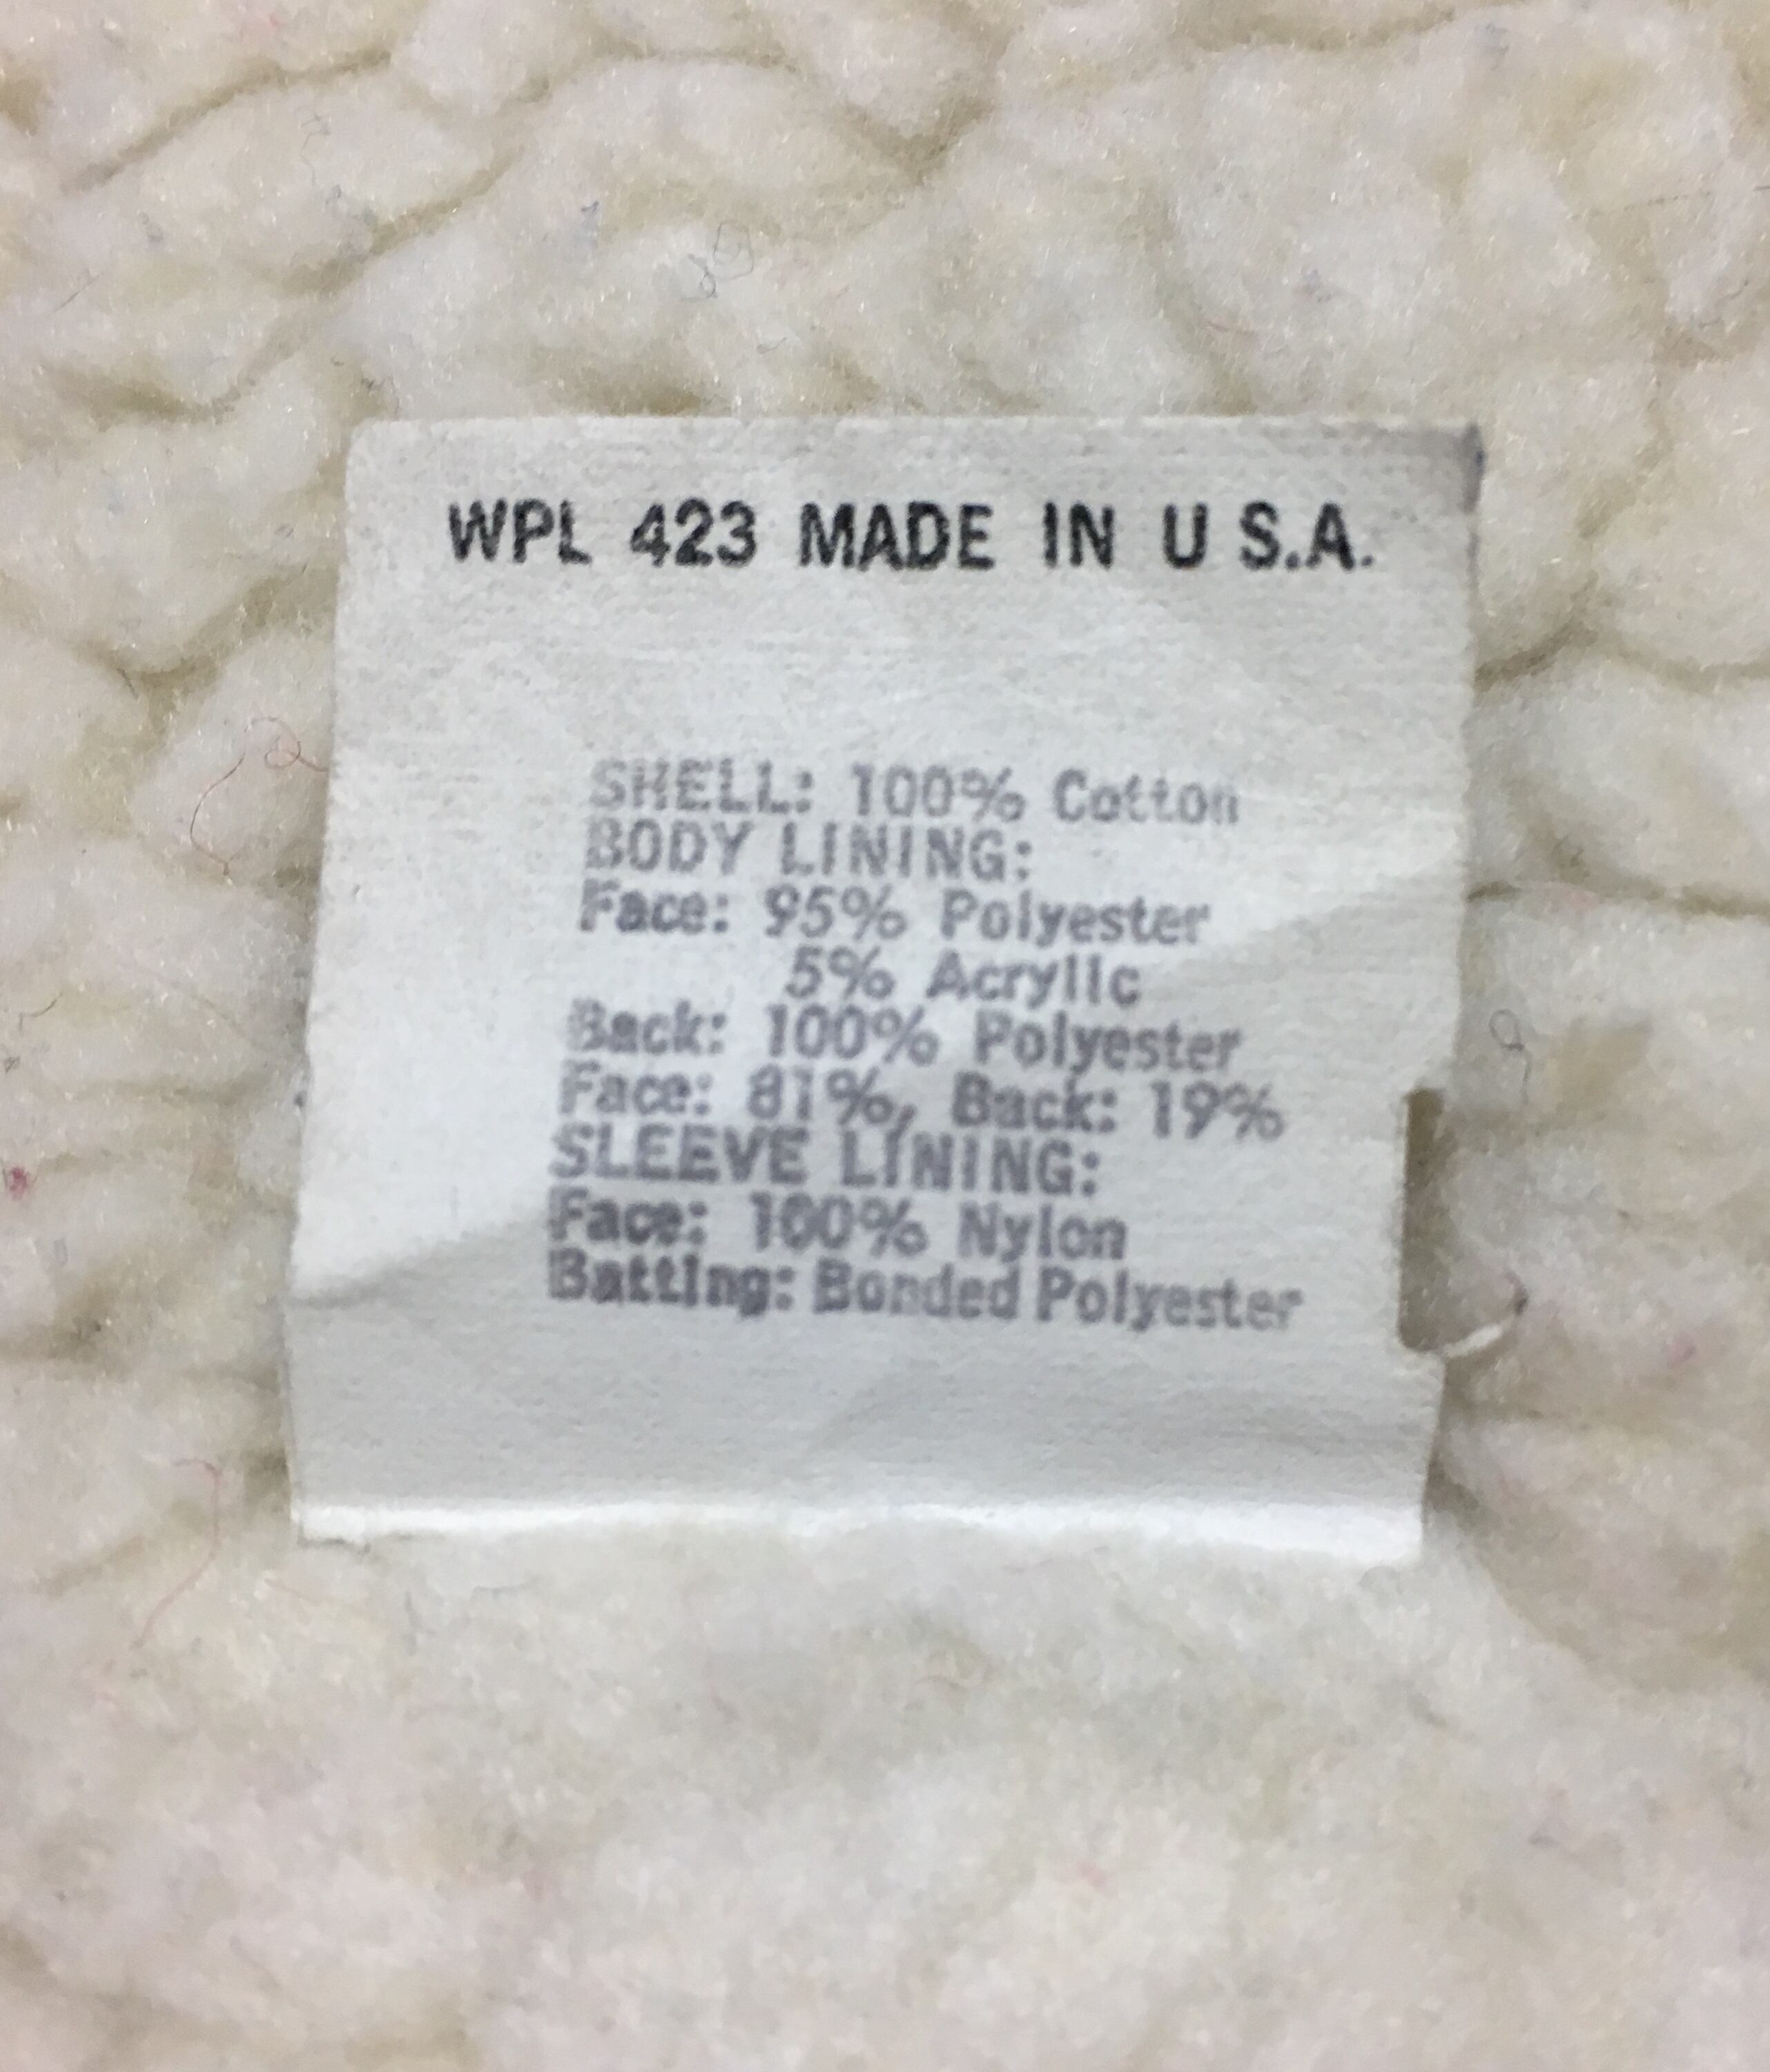 WPL 423 MADE IN U S.A.
SHELL: 100% Cotton
BODY LINING:
Face: 95% Polyester
5% Acrylic
Back: 100% Polyester
Face: 81%, Back: 19%
SLEEVE LINING:
Face: 100% Nylon
Batting: Bonded Polyester